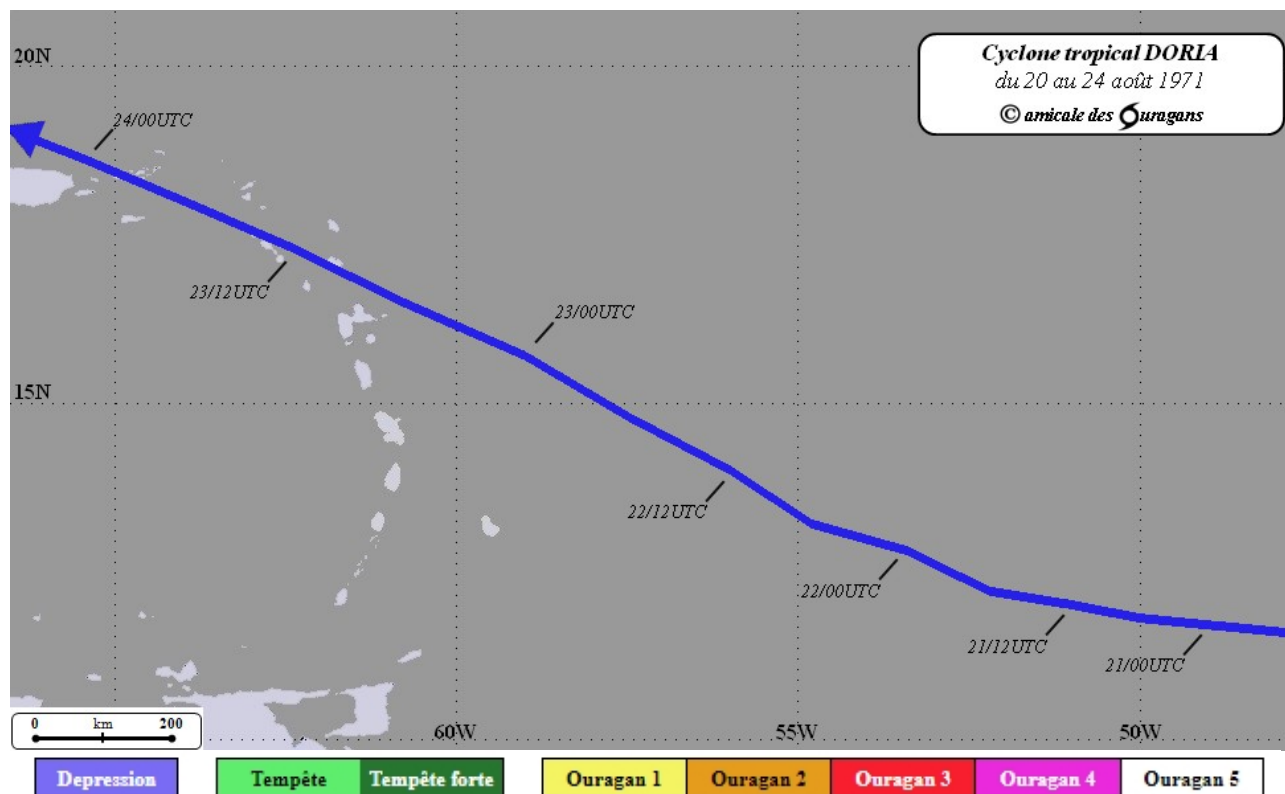 20N
Cyclone tropical DORIA
du 20 au 24 août 1971
© amicale des Ouragans
24/00UTC
23/12UTC
23/00UTC
15N
22/12UTC
22/00UTC
21/12UTC
21/00UTC
0 km 200
60W 55W 50W
Depression Tempête Tempête forte Ouragan 1 Ouragan 2 Ouragan 3 Ouragan 4 Ouragan 5